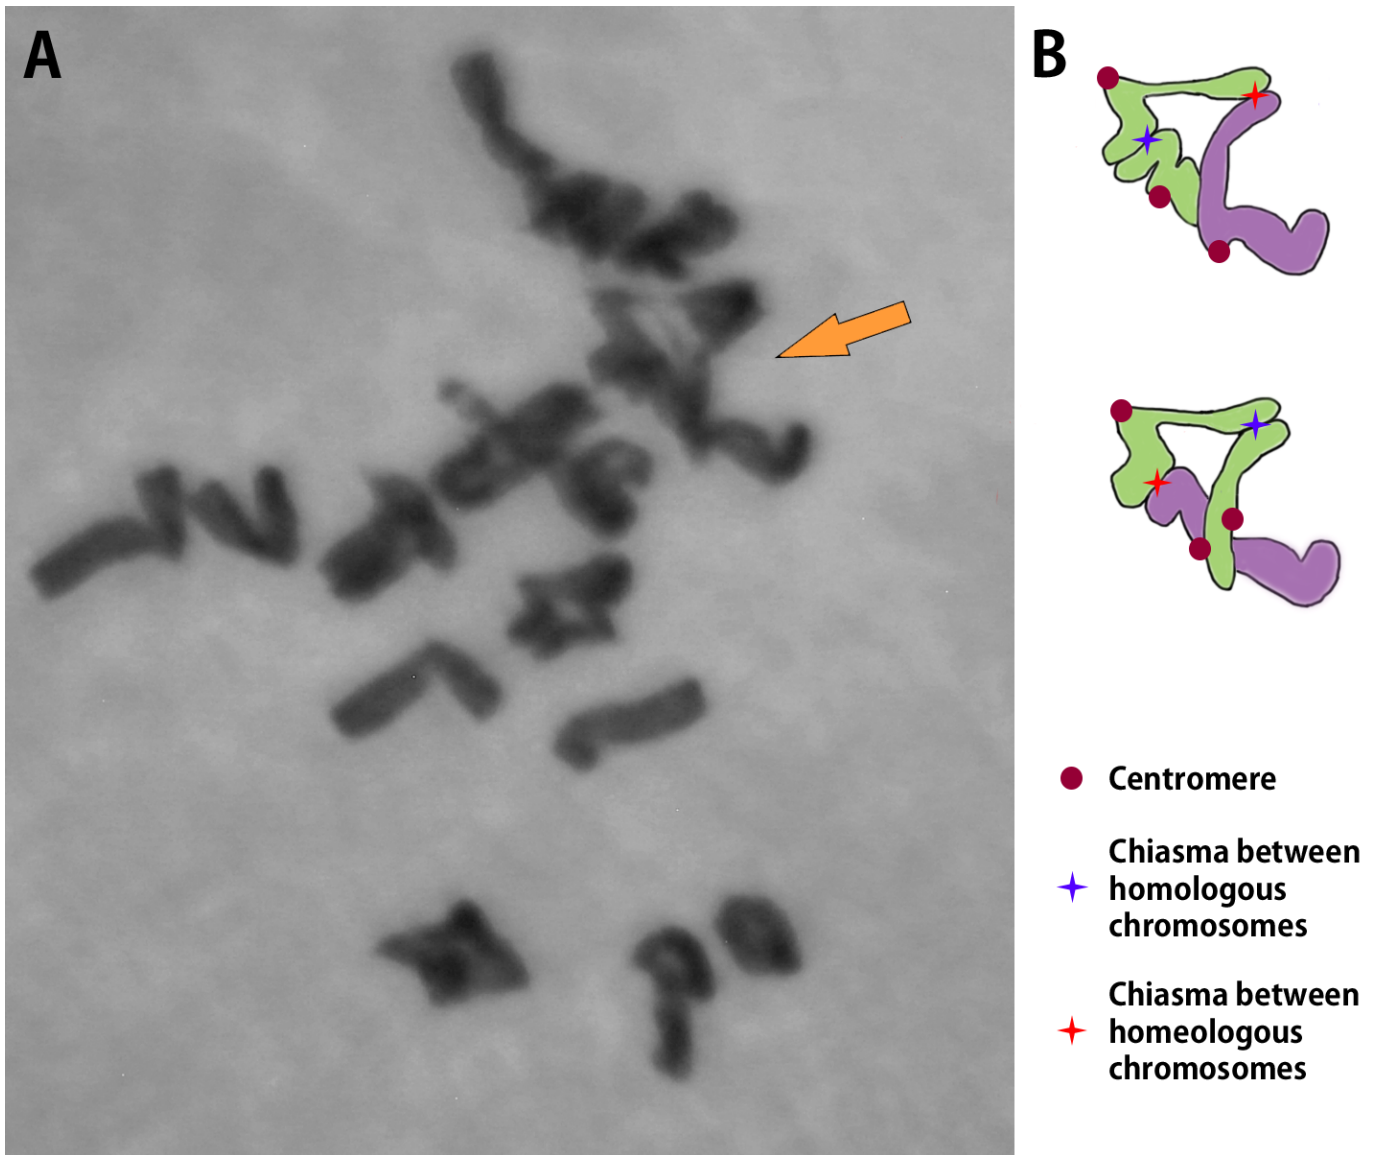 A
B
Centromere
Chiasma between
homologous
chromosomes
Chiasma between
homeologous
chromosomes